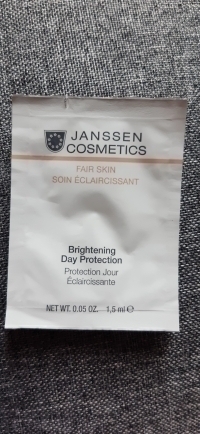 JANSSEN
COSMETICS
FAIR SKIN
SOIN ÉCLAIRCISSANT
Brightening
Day Protection
Protection Jour
Éclaircissante
NET WT. 0.05 OZ. 1,5 ml ℮